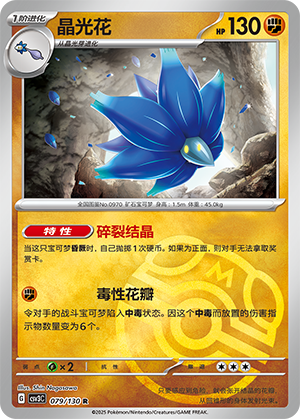 1阶进化
晶光花
HP 130
从晶光芽进化
全国图鉴No.0970 矿石宝可梦 身高:1.5m 体重:45.0kg
特性 碎裂结晶
当这只宝可梦昏厥时,自己抛掷1次硬币。如果为正面,则对手无法拿取奖
赏卡。
毒性花瓣
令对手的战斗宝可梦陷入中毒状态。因这个中毒而放置的伤害指
示物数量变为6个。
弱点 ×2 抗性 撤退
Illus. Shin Nagasawa
G CSV3C 079/130 R
©2025 Pokémon/Nintendo/Creatures/GAME FREAK.